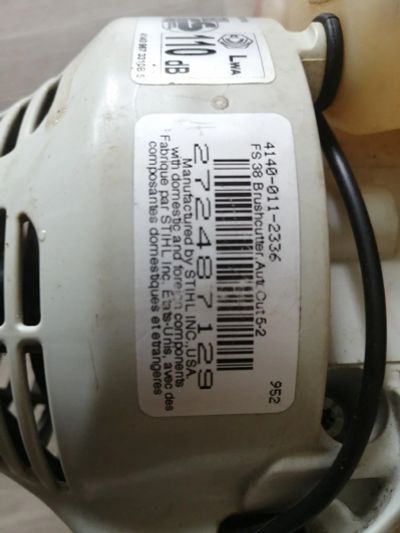 LWA
110 dB
4140-011-2336
FS 38 Brushcutter, Aut. Cut 5-2
952
272487129
Manufactured by STIHL INC., USA,
with domestic and foreign components
Fabriqué par STIHL Inc. États-Unis, avec des
composantes domestiques et étrangères